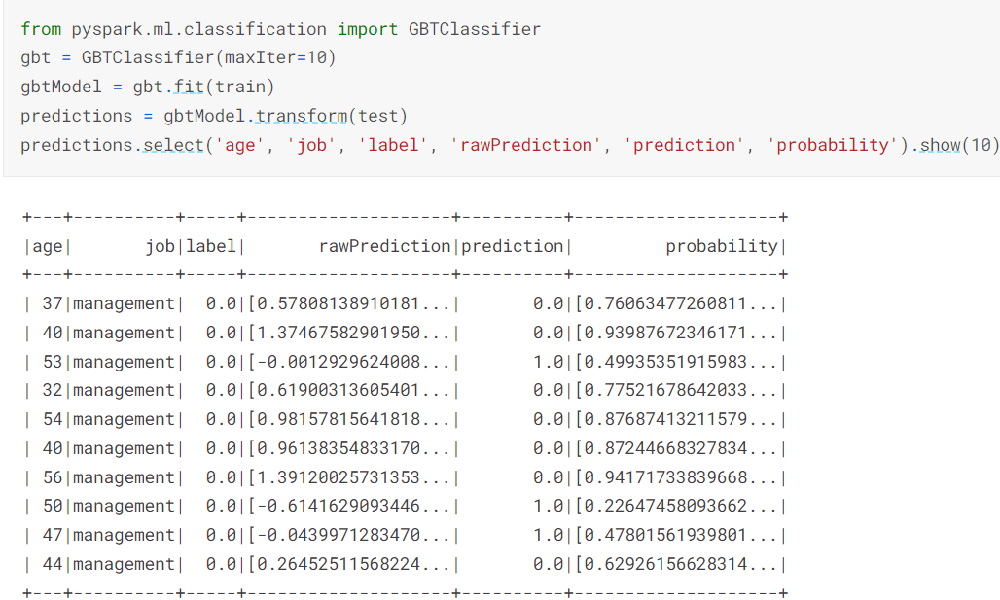 from pyspark.ml.classification import GBTClassifier
gbt = GBTClassifier(maxIter=10)
gbtModel = gbt.fit(train)
predictions = gbtModel.transform(test)
predictions.select('age', 'job', 'label', 'rawPrediction', 'prediction', 'probability').show(10)
+---+----------+-----+--------------------+----------+--------------------+
|age|       job|label|       rawPrediction|prediction|         probability|
+---+----------+-----+--------------------+----------+--------------------+
| 37|management|  0.0|[0.57808138910181...|       0.0|[0.76063477260811...|
| 40|management|  0.0|[1.37467582901950...|       0.0|[0.93987672346171...|
| 53|management|  0.0|[-0.0012929624008...|       1.0|[0.49935351915983...|
| 32|management|  0.0|[0.61900313605401...|       0.0|[0.77521678642033...|
| 54|management|  0.0|[0.98157815641818...|       0.0|[0.87687413211579...|
| 40|management|  0.0|[0.96138354833170...|       0.0|[0.87244668327834...|
| 56|management|  0.0|[1.39120025731353...|       0.0|[0.94171733839668...|
| 50|management|  0.0|[-0.6141629093446...|       1.0|[0.22647458093662...|
| 47|management|  0.0|[-0.0439971283470...|       1.0|[0.47801561939801...|
| 44|management|  0.0|[0.26452511568224...|       0.0|[0.62926156628314...|
+---+----------+-----+--------------------+----------+--------------------+